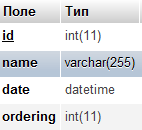 Поле Тип
id int(11)
name varchar(255)
date datetime
ordering int(11)